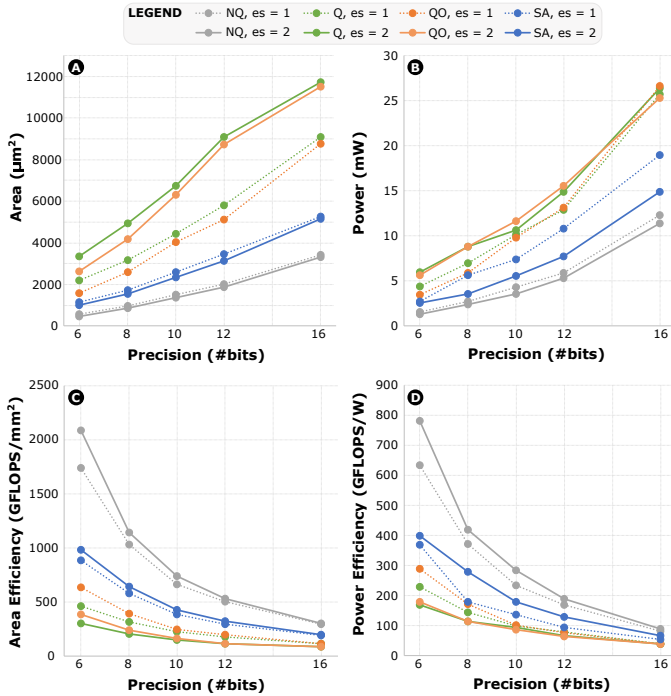 LEGEND NQ, es = 1 Q, es = 1 QO, es = 1 SA, es = 1
NQ, es = 2 Q, es = 2 QO, es = 2 SA, es = 2
A
Area (μm²)
12000
10000
8000
6000
4000
2000
0
6 8 10 12 16
Precision (#bits)
B
Power (mW)
30
25
20
15
10
5
0
6 8 10 12 16
Precision (#bits)
C
Area Efficiency (GFLOPS/mm²)
2500
2000
1500
1000
500
0
6 8 10 12 16
Precision (#bits)
D
Power Efficiency (GFLOPS/W)
900
800
700
600
500
400
300
200
100
0
6 8 10 12 16
Precision (#bits)